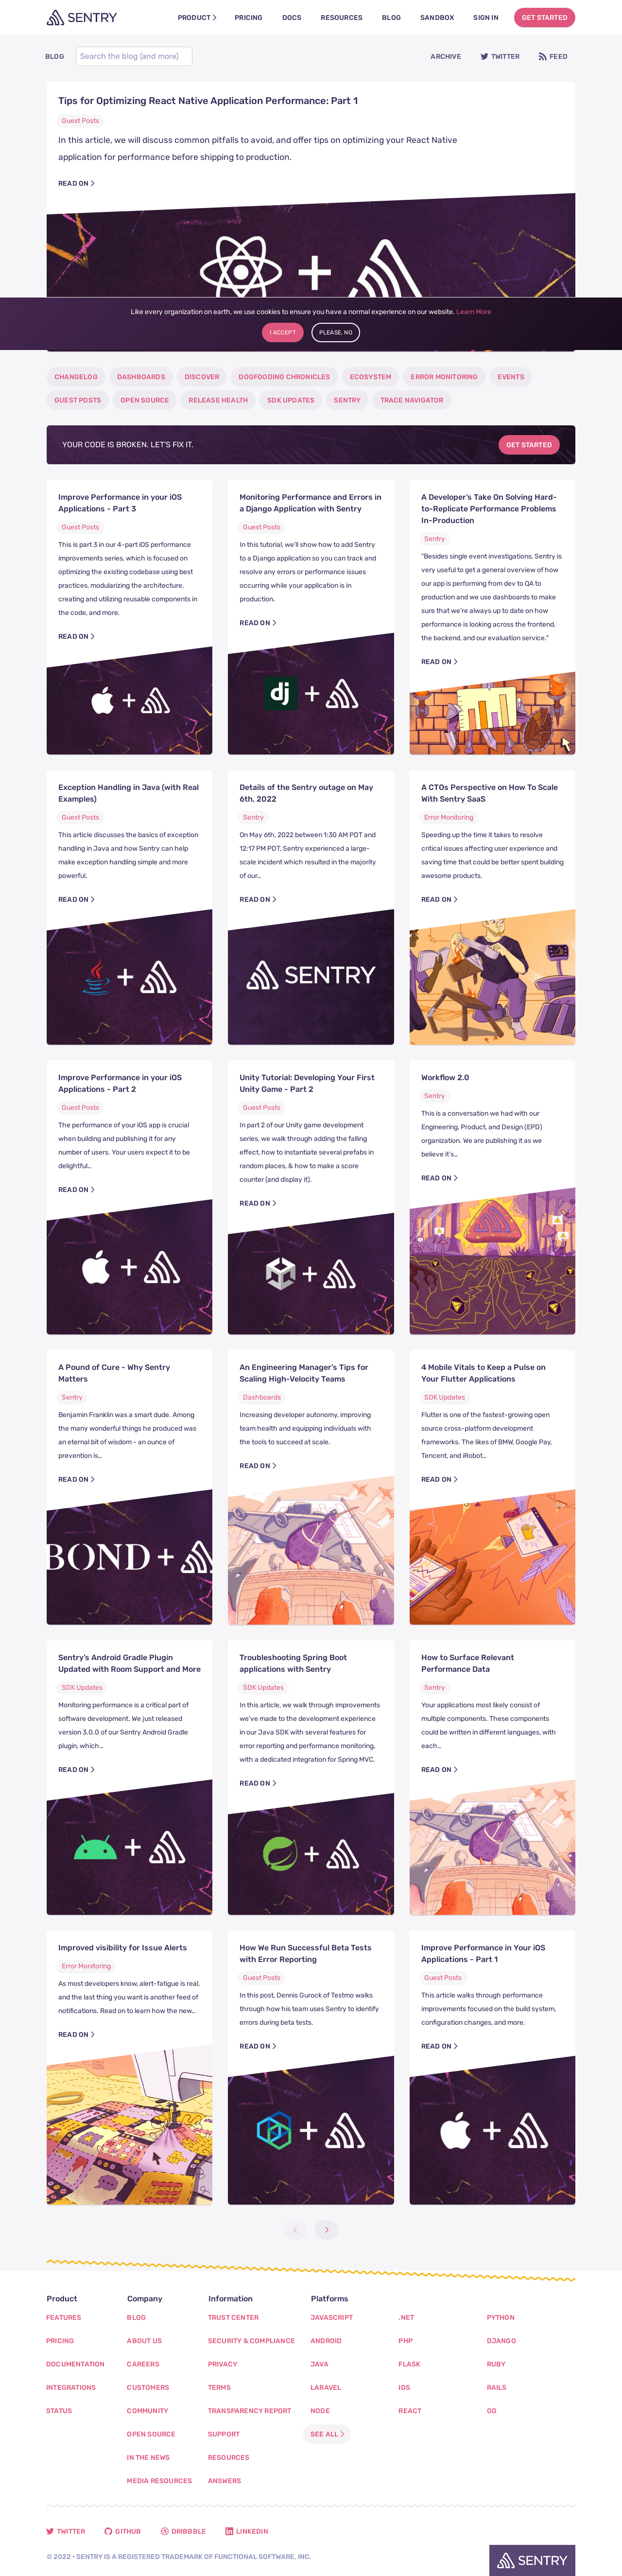 SENTRY
PRODUCT
PRICING
DOCS
RESOURCES
BLOG
SANDBOX
SIGN IN
GET STARTED
BLOG
Search the blog (and more)
ARCHIVE
TWITTER
FEED
Tips for Optimizing React Native Application Performance: Part 1
Guest Posts
In this article, we will discuss common pitfalls to avoid, and offer tips on optimizing your React Native
application for performance before shipping to production.
READ ON
Like every organization on earth, we use cookies to ensure you have a normal experience on our website. Learn More
I ACCEPT
PLEASE, NO
CHANGELOG
DASHBOARDS
DISCOVER
DOGFOODING CHRONICLES
ECOSYSTEM
ERROR MONITORING
EVENTS
GUEST POSTS
OPEN SOURCE
RELEASE HEALTH
SDK UPDATES
SENTRY
TRACE NAVIGATOR
YOUR CODE IS BROKEN. LET'S FIX IT.
GET STARTED
Improve Performance in your iOS
Applications - Part 3
Guest Posts
This is part 3 in our 4-part iOS performance
improvements series, which is focused on
optimizing the existing codebase using best
practices, modularizing the architecture,
creating and utilizing reusable components in
the code, and more.
READ ON
Monitoring Performance and Errors in
a Django Application with Sentry
Guest Posts
In this tutorial, we'll show how to add Sentry
to a Django application so you can track and
resolve any errors or performance issues
occurring while your application is in
production.
READ ON
dj
A Developer's Take On Solving Hard-
to-Replicate Performance Problems
In-Production
Sentry
"Besides single event investigations, Sentry is
very useful to get a general overview of how
our app is performing from dev to QA to
production and we use dashboards to make
sure that we're always up to date on how
performance is looking across the frontend,
the backend, and our evaluation service."
READ ON
Exception Handling in Java (with Real
Examples)
Guest Posts
This article discusses the basics of exception
handling in Java and how Sentry can help
make exception handling simple and more
powerful.
READ ON
Details of the Sentry outage on May
6th, 2022
Sentry
On May 6th, 2022 between 1:30 AM PDT and
12:17 PM PDT, Sentry experienced a large-
scale incident which resulted in the majority
of our…
READ ON
SENTRY
A CTOs Perspective on How To Scale
With Sentry SaaS
Error Monitoring
Speeding up the time it takes to resolve
critical issues affecting user experience and
saving time that could be better spent building
awesome products.
READ ON
Improve Performance in your iOS
Applications - Part 2
Guest Posts
The performance of your iOS app is crucial
when building and publishing it for any
number of users. Your users expect it to be
delightful…
READ ON
Unity Tutorial: Developing Your First
Unity Game - Part 2
Guest Posts
In part 2 of our Unity game development
series, we walk through adding the falling
effect, how to instantiate several prefabs in
random places, & how to make a score
counter (and display it).
READ ON
Workflow 2.0
Sentry
This is a conversation we had with our
Engineering, Product, and Design (EPD)
organization. We are publishing it as we
believe it's…
READ ON
A Pound of Cure - Why Sentry
Matters
Sentry
Benjamin Franklin was a smart dude. Among
the many wonderful things he produced was
an eternal bit of wisdom - an ounce of
prevention is…
READ ON
BOND
An Engineering Manager's Tips for
Scaling High-Velocity Teams
Dashboards
Increasing developer autonomy, improving
team health and equipping individuals with
the tools to succeed at scale.
READ ON
4 Mobile Vitals to Keep a Pulse on
Your Flutter Applications
SDK Updates
Flutter is one of the fastest-growing open
source cross-platform development
frameworks. The likes of BMW, Google Pay,
Tencent, and iRobot…
READ ON
Sentry's Android Gradle Plugin
Updated with Room Support and More
SDK Updates
Monitoring performance is a critical part of
software development. We just released
version 3.0.0 of our Sentry Android Gradle
plugin, which…
READ ON
Troubleshooting Spring Boot
applications with Sentry
SDK Updates
In this article, we walk through improvements
we've made to the development experience
in our Java SDK with several features for
error reporting and performance monitoring,
with a dedicated integration for Spring MVC.
READ ON
How to Surface Relevant
Performance Data
Sentry
Your applications most likely consist of
multiple components. These components
could be written in different languages, with
each…
READ ON
Improved visibility for Issue Alerts
Error Monitoring
As most developers know, alert-fatigue is real,
and the last thing you want is another feed of
notifications. Read on to learn how the new…
READ ON
How We Run Successful Beta Tests
with Error Reporting
Guest Posts
In this post, Dennis Gurock of Testmo walks
through how his team uses Sentry to identify
errors during beta tests.
READ ON
Improve Performance in Your iOS
Applications - Part 1
Guest Posts
This article walks through performance
improvements focused on the build system,
configuration changes, and more.
READ ON
Product
FEATURES
PRICING
DOCUMENTATION
INTEGRATIONS
STATUS
Company
BLOG
ABOUT US
CAREERS
CUSTOMERS
COMMUNITY
OPEN SOURCE
IN THE NEWS
MEDIA RESOURCES
Information
TRUST CENTER
SECURITY & COMPLIANCE
PRIVACY
TERMS
TRANSPARENCY REPORT
SUPPORT
RESOURCES
ANSWERS
Platforms
JAVASCRIPT
ANDROID
JAVA
LARAVEL
NODE
SEE ALL
.NET
PHP
FLASK
IOS
REACT
PYTHON
DJANGO
RUBY
RAILS
GO
TWITTER
GITHUB
DRIBBBLE
LINKEDIN
© 2022 • SENTRY IS A REGISTERED TRADEMARK OF FUNCTIONAL SOFTWARE, INC.
SENTRY